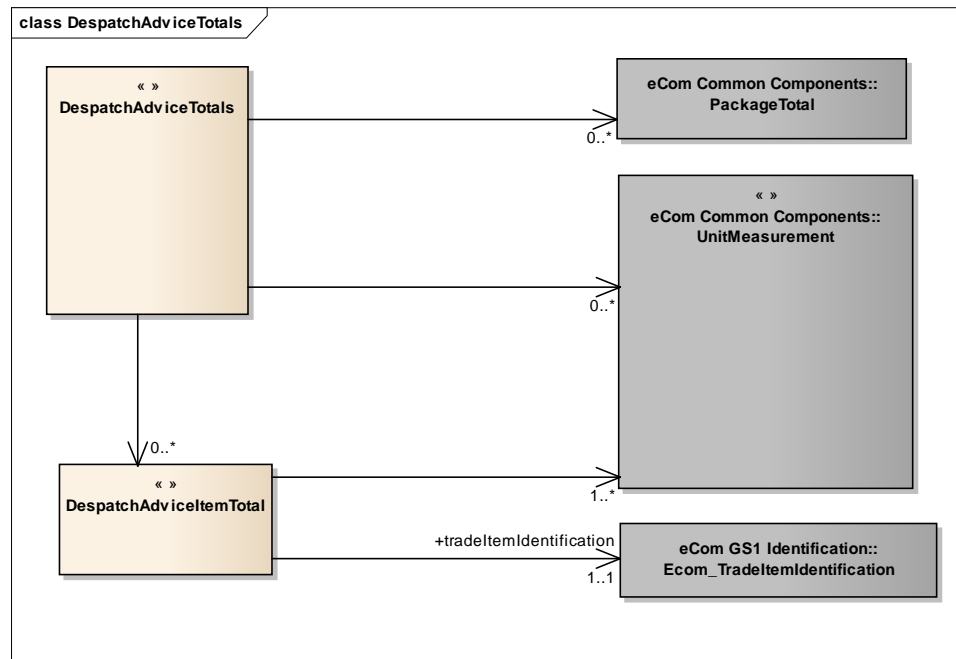 class DespatchAdviceTotals
« »
DespatchAdviceTotals
eCom Common Components::
PackageTotal
0..*
« »
eCom Common Components::
UnitMeasurement
0..*
0..*
« »
DespatchAdviceItemTotal
1..*
+tradeItemIdentification
1..1
eCom GS1 Identification::
Ecom_TradeItemIdentification